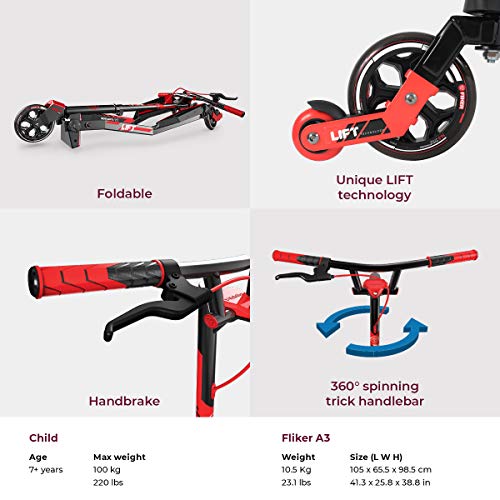 LIFT
Foldable
LIFT
Unique LIFT
technology
Handbrake
360° spinning
trick handlebar
Child
Age
Max weight
7+ years
100 kg
220 lbs
Fliker A3
Weight
Size (L W H)
10.5 Kg
105 x 65.5 x 98.5 cm
23.1 lbs
41.3 x 25.8 x 38.8 in